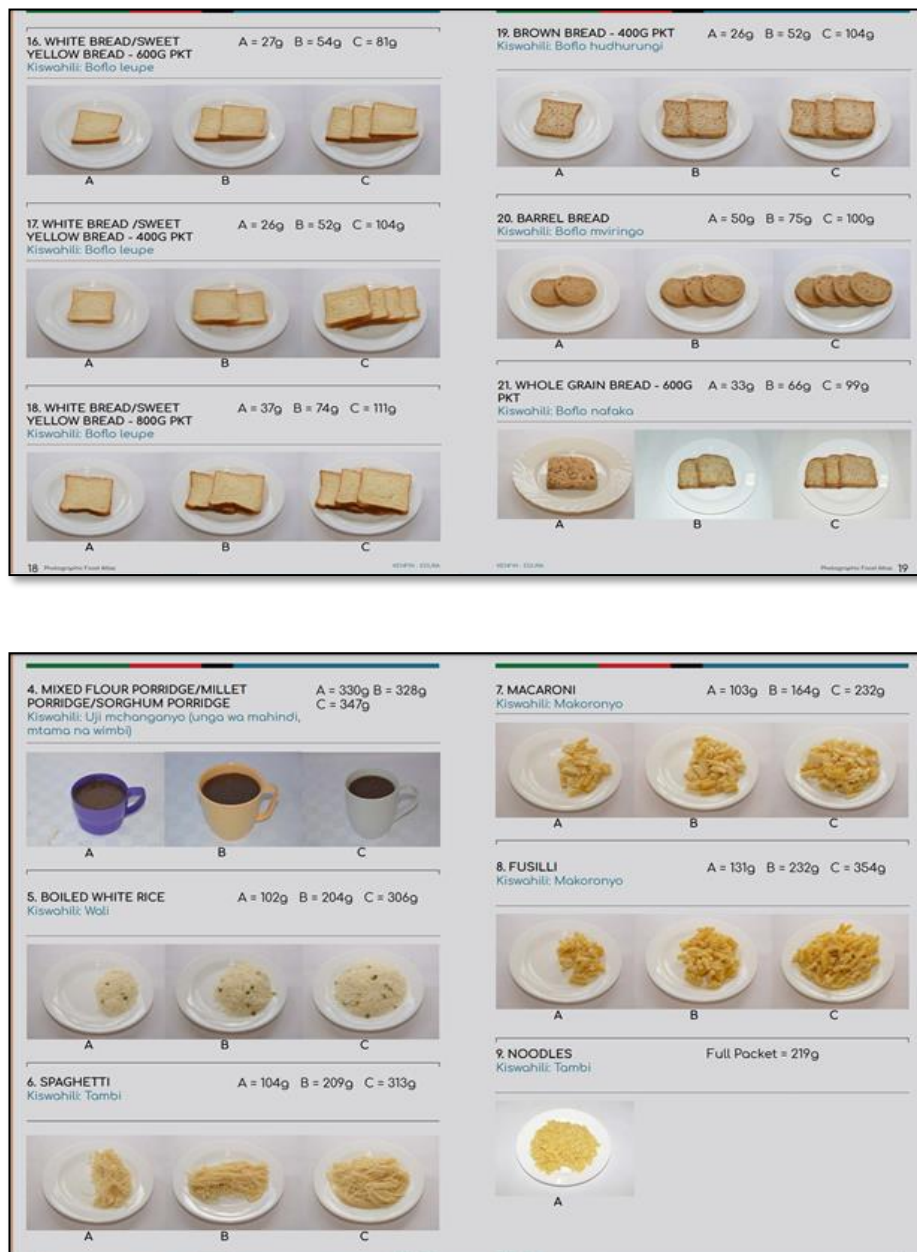 16. WHITE BREAD/SWEET
YELLOW BREAD - 600G PKT
Kiswahili: Boflo leupe
A = 27g B = 54g C = 81g
A B C
17. WHITE BREAD /SWEET
YELLOW BREAD - 400G PKT
Kiswahili: Boflo leupe
A = 26g B = 52g C = 104g
A B C
18. WHITE BREAD/SWEET
YELLOW BREAD - 800G PKT
Kiswahili: Boflo leupe
A = 37g B = 74g C = 111g
A B C
18 Photographic Food Atlas
19. BROWN BREAD - 400G PKT
Kiswahili: Boflo hudhurungi
A = 26g B = 52g C = 104g
A B C
20. BARREL BREAD
Kiswahili: Boflo mviringo
A = 50g B = 75g C = 100g
A B C
21. WHOLE GRAIN BREAD - 600G
PKT
Kiswahili: Boflo nafaka
A = 33g B = 66g C = 99g
A B C
Photographic Food Atlas 19
4. MIXED FLOUR PORRIDGE/MILLET
PORRIDGE/SORGHUM PORRIDGE
Kiswahili: Uji mchanganyo (unga wa mahindi,
mtama na wimbi)
A = 330g B = 328g
C = 347g
A B C
5. BOILED WHITE RICE
Kiswahili: Wali
A = 102g B = 204g C = 306g
A B C
6. SPAGHETTI
Kiswahili: Tambi
A = 104g B = 209g C = 313g
A B C
7. MACARONI
Kiswahili: Makoronyo
A = 103g B = 164g C = 232g
A B C
8. FUSILLI
Kiswahili: Makoronyo
A = 131g B = 232g C = 354g
A B C
9. NOODLES
Kiswahili: Tambi
Full Packet = 219g
A